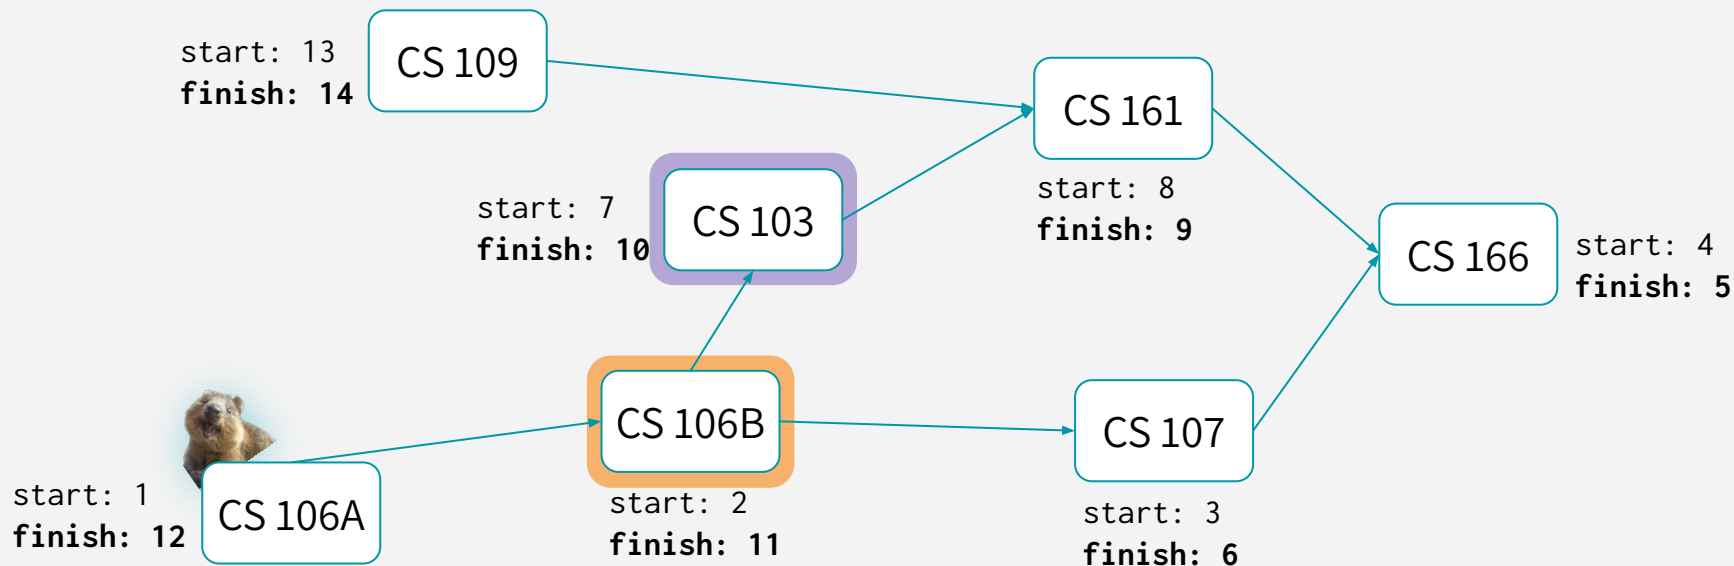 start: 13
finish: 14
CS 109
CS 161
start: 8
finish: 9
start: 7
finish: 10
CS 103
CS 166
start: 4
finish: 5
CS 106B
start: 2
finish: 11
CS 107
start: 3
finish: 6
start: 1
finish: 12
CS 106A